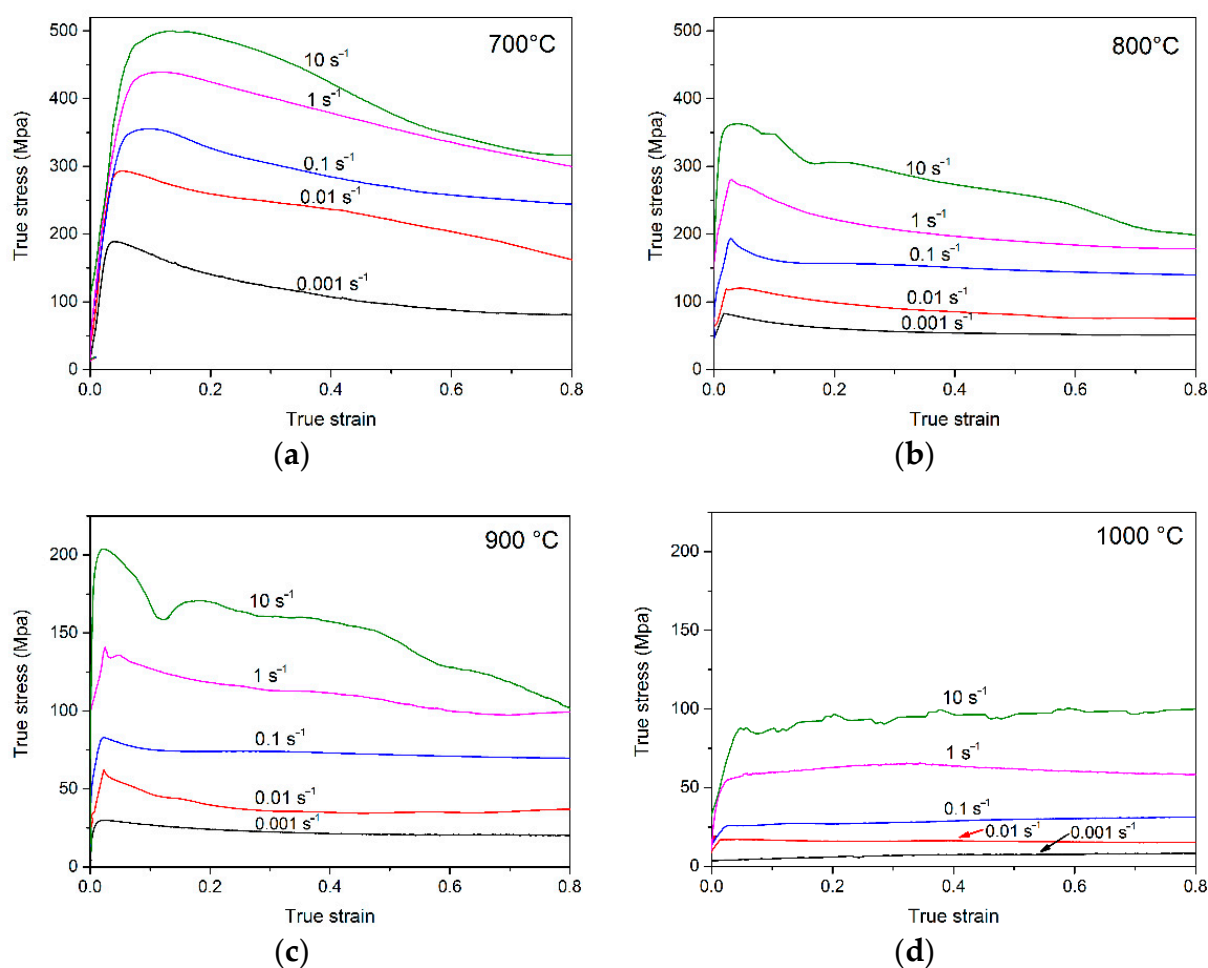 700°C
500
400
300
200
100
0
True stress (Mpa)
10 s⁻¹
1 s⁻¹
0.1 s⁻¹
0.01 s⁻¹
0.001 s⁻¹
0.0 0.2 0.4 0.6 0.8
True strain
(a)
800°C
500
400
300
200
100
0
True stress (Mpa)
10 s⁻¹
1 s⁻¹
0.1 s⁻¹
0.01 s⁻¹
0.001 s⁻¹
0.0 0.2 0.4 0.6 0.8
True strain
(b)
900 °C
200
150
100
50
0
True stress (Mpa)
10 s⁻¹
1 s⁻¹
0.1 s⁻¹
0.01 s⁻¹
0.001 s⁻¹
0.0 0.2 0.4 0.6 0.8
True strain
(c)
1000 °C
200
150
100
50
0
True stress (Mpa)
10 s⁻¹
1 s⁻¹
0.1 s⁻¹
0.01 s⁻¹ 0.001 s⁻¹
0.0 0.2 0.4 0.6 0.8
True strain
(d)